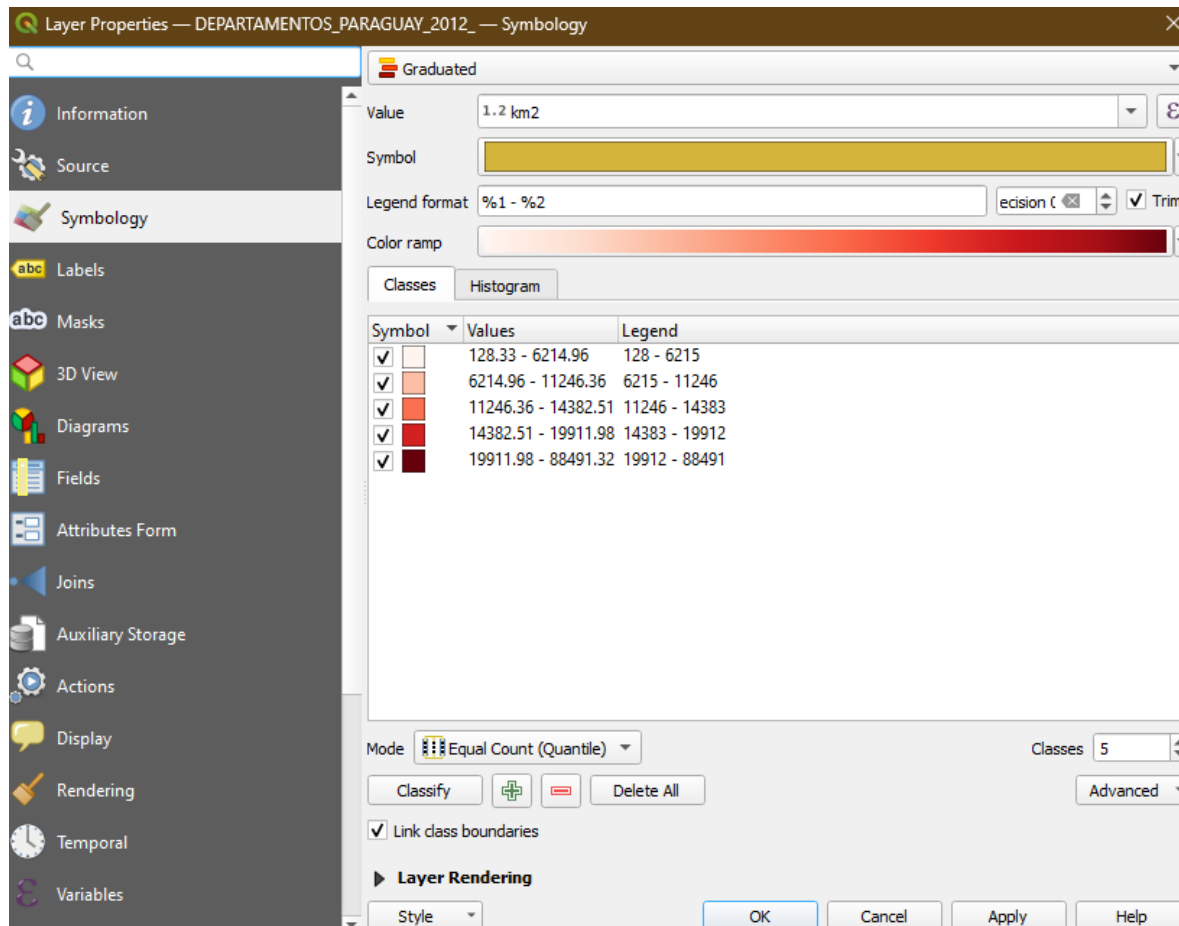 Layer Properties — DEPARTAMENTOS_PARAGUAY_2012_ — Symbology
Information
Source
Symbology
abc Labels
abc Masks
3D View
Diagrams
Fields
Attributes Form
Joins
Auxiliary Storage
Actions
Display
Rendering
Temporal
Variables
Graduated
Value 1.2 km2 ε
Symbol
Legend format %1 - %2 ecision Trim
Color ramp
Classes Histogram
Symbol Values Legend
128.33 - 6214.96 128 - 6215
6214.96 - 11246.36 6215 - 11246
11246.36 - 14382.51 11246 - 14383
14382.51 - 19911.98 14383 - 19912
19911.98 - 88491.32 19912 - 88491
Mode Equal Count (Quantile) Classes 5
Classify Delete All Advanced
Link class boundaries
Layer Rendering
Style OK Cancel Apply Help